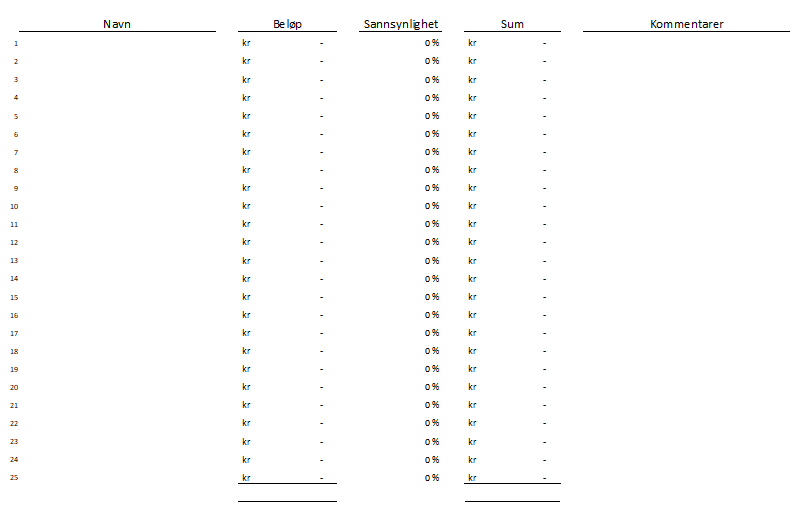 Navn Beløp Sannsynlighet Sum Kommentarer
1 kr - 0 % kr -
2 kr - 0 % kr -
3 kr - 0 % kr -
4 kr - 0 % kr -
5 kr - 0 % kr -
6 kr - 0 % kr -
7 kr - 0 % kr -
8 kr - 0 % kr -
9 kr - 0 % kr -
10 kr - 0 % kr -
11 kr - 0 % kr -
12 kr - 0 % kr -
13 kr - 0 % kr -
14 kr - 0 % kr -
15 kr - 0 % kr -
16 kr - 0 % kr -
17 kr - 0 % kr -
18 kr - 0 % kr -
19 kr - 0 % kr -
20 kr - 0 % kr -
21 kr - 0 % kr -
22 kr - 0 % kr -
23 kr - 0 % kr -
24 kr - 0 % kr -
25 kr - 0 % kr -